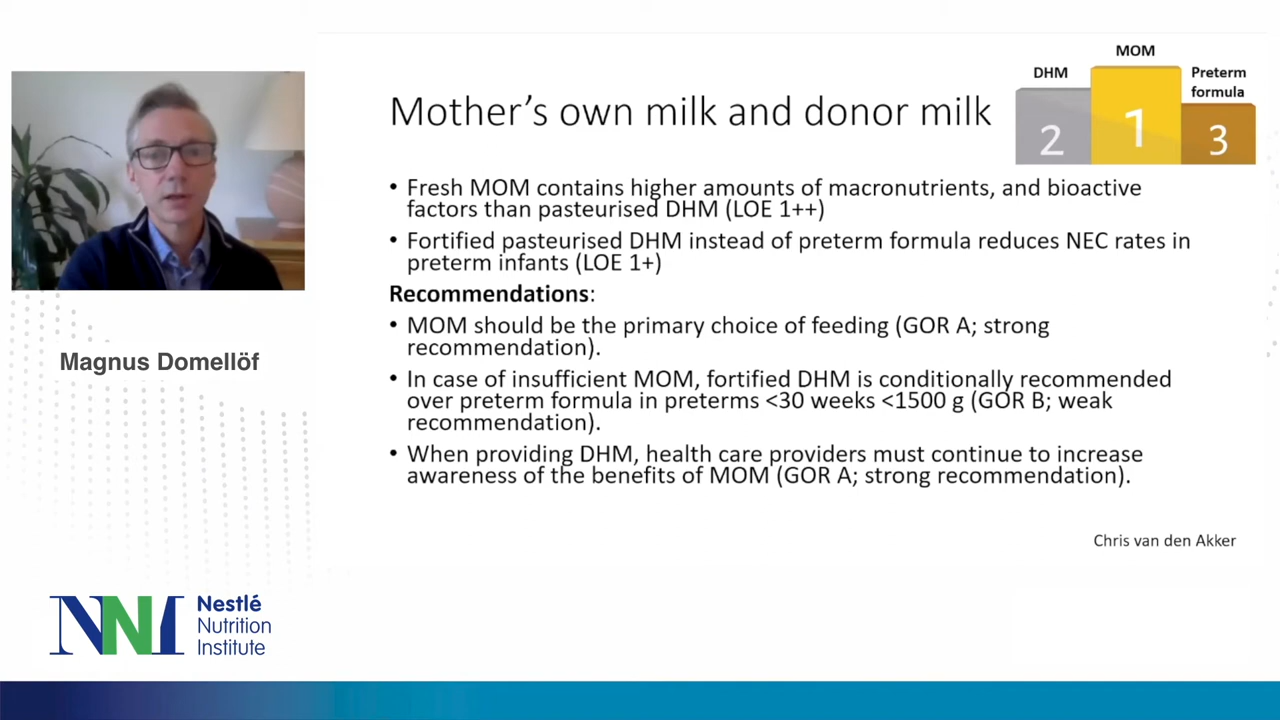 MOM
DHM
Preterm
formula
1
2
3
Mother's own milk and donor milk
• Fresh MOM contains higher amounts of macronutrients, and bioactive
factors than pasteurised DHM (LOE 1++)
• Fortified pasteurised DHM instead of preterm formula reduces NEC rates in
preterm infants (LOE 1+)
Recommendations:
• MOM should be the primary choice of feeding (GOR A; strong
recommendation).
• In case of insufficient MOM, fortified DHM is conditionally recommended
over preterm formula in preterms <30 weeks <1500 g (GOR B; weak
recommendation).
• When providing DHM, health care providers must continue to increase
awareness of the benefits of MOM (GOR A; strong recommendation).
Chris van den Akker
Magnus Domellöf
NNI
Nestlé
Nutrition
Institute